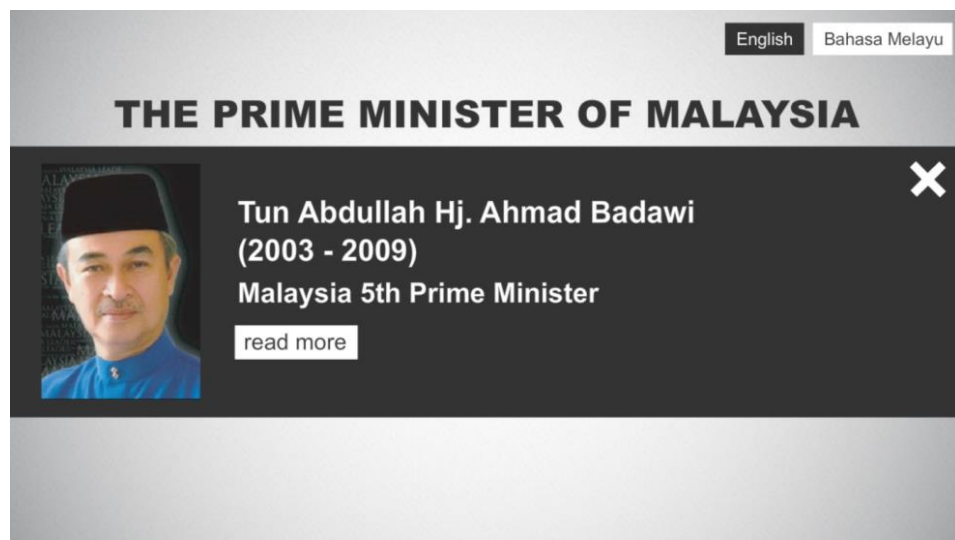 English Bahasa Melayu
THE PRIME MINISTER OF MALAYSIA
Tun Abdullah Hj. Ahmad Badawi
(2003 - 2009)
Malaysia 5th Prime Minister
read more